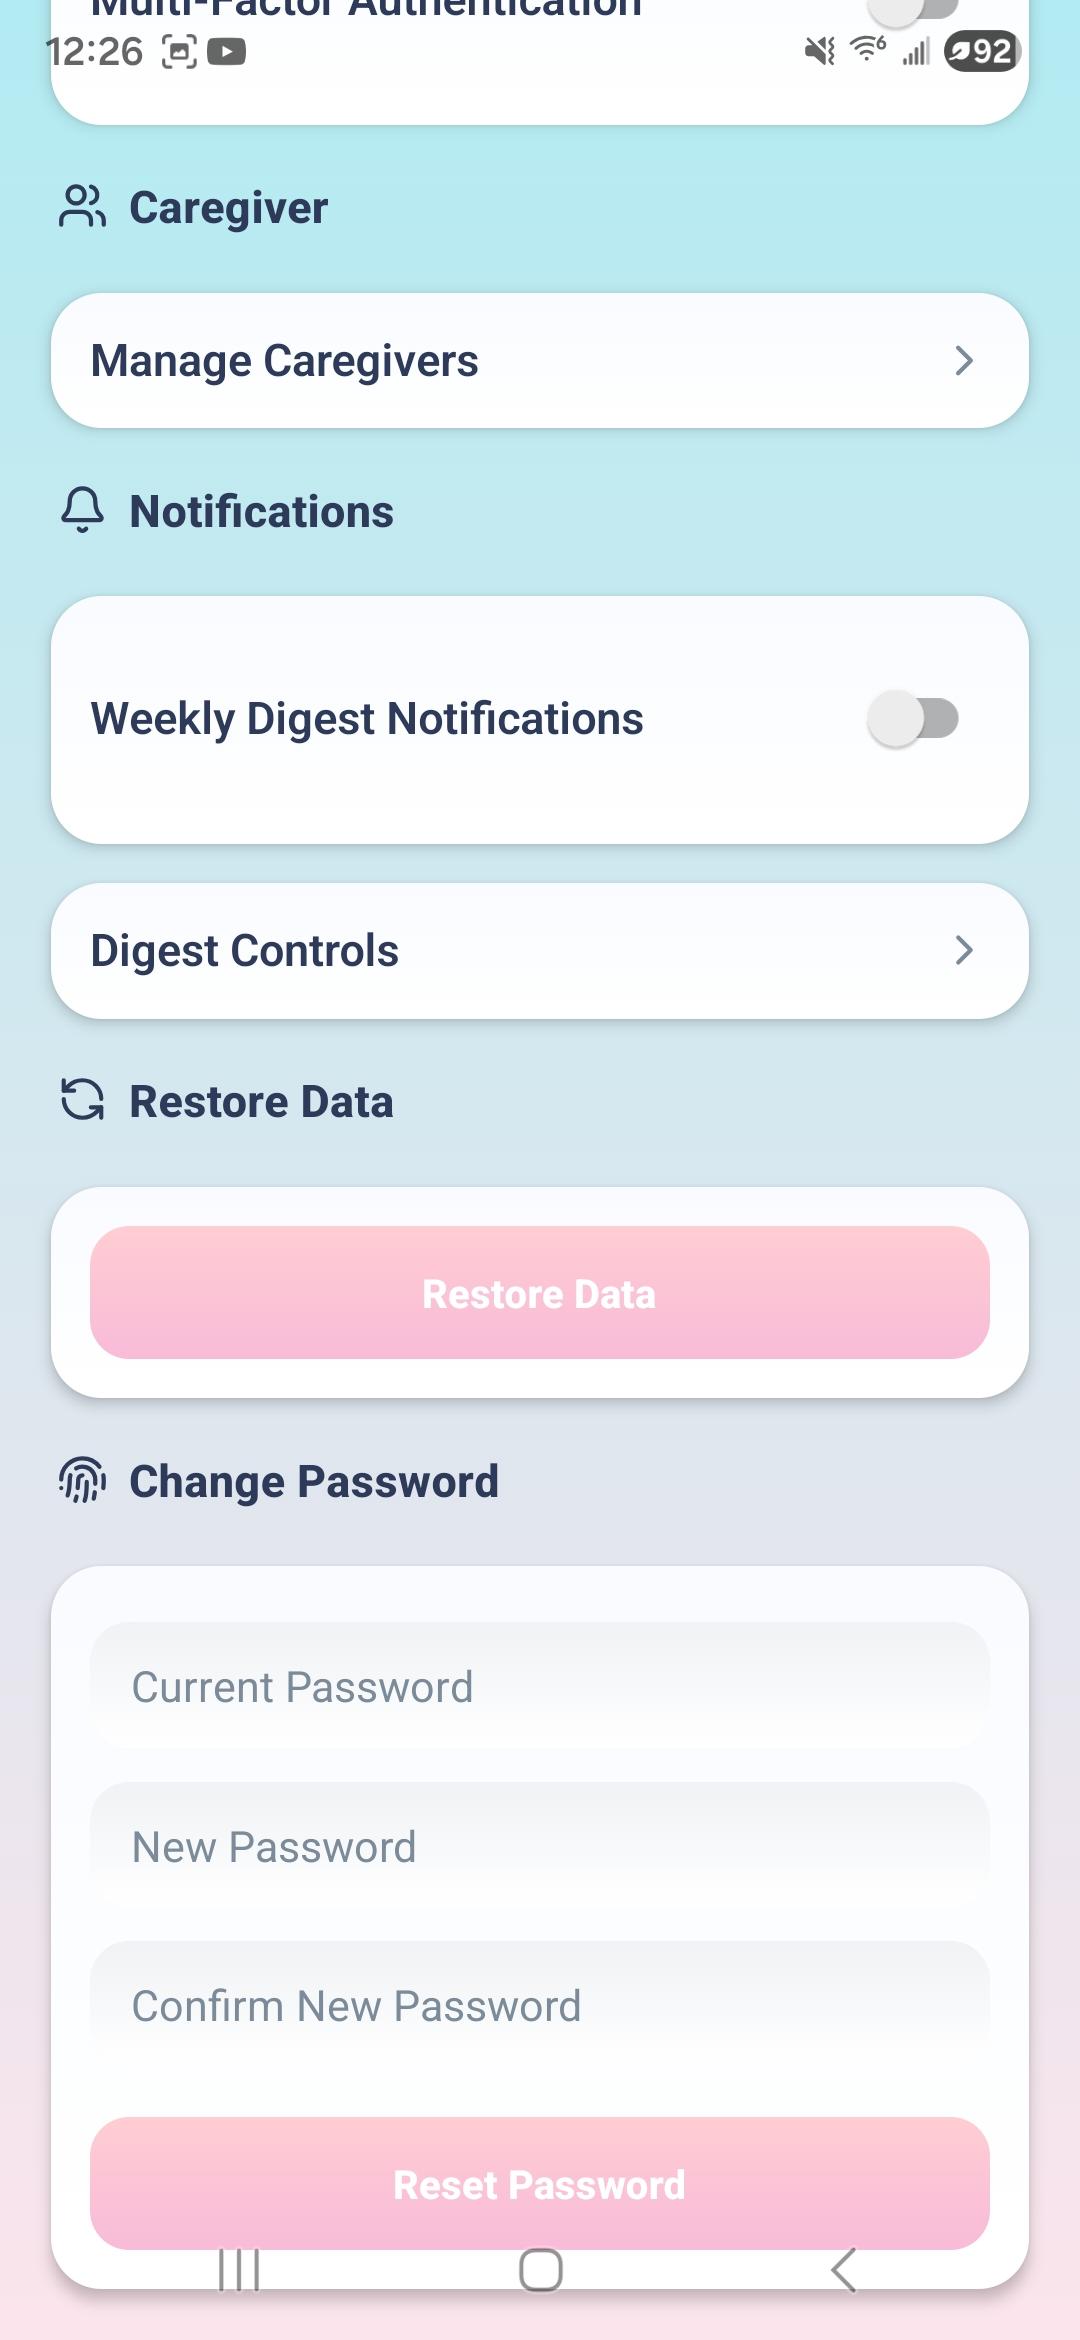 Multi-Factor Authentication
12:26
6
92
Caregiver
Manage Caregivers
Notifications
Weekly Digest Notifications
Digest Controls
Restore Data
Restore Data
Change Password
Current Password
New Password
Confirm New Password
Reset Password